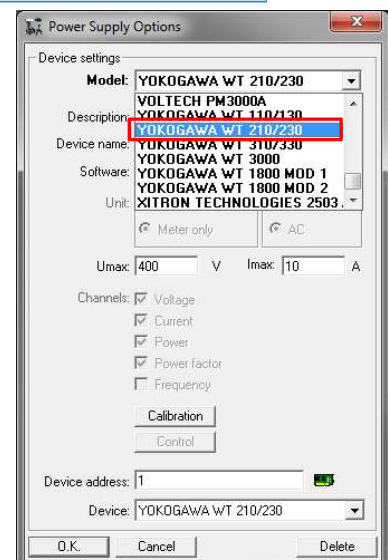 Power Supply Options
Device settings
Model: YOKOGAWA WT 210/230
VOLTECH PM3000A
Description: YOKOGAWA WT 110/130
YOKOGAWA WT 210/230
Device name: YOKOGAWA WT 310/330
YOKOGAWA WT 3000
Software: YOKOGAWA WT 1800 MOD 1
YOKOGAWA WT 1800 MOD 2
Unit: XITRON TECHNOLOGIES 2503
Meter only AC
Umax: 400 V Imax: 10 A
Channels: Voltage
Current
Power
Power factor
Frequency
Calibration
Control
Device address: 1
Device: YOKOGAWA WT 210/230
O.K. Cancel Delete